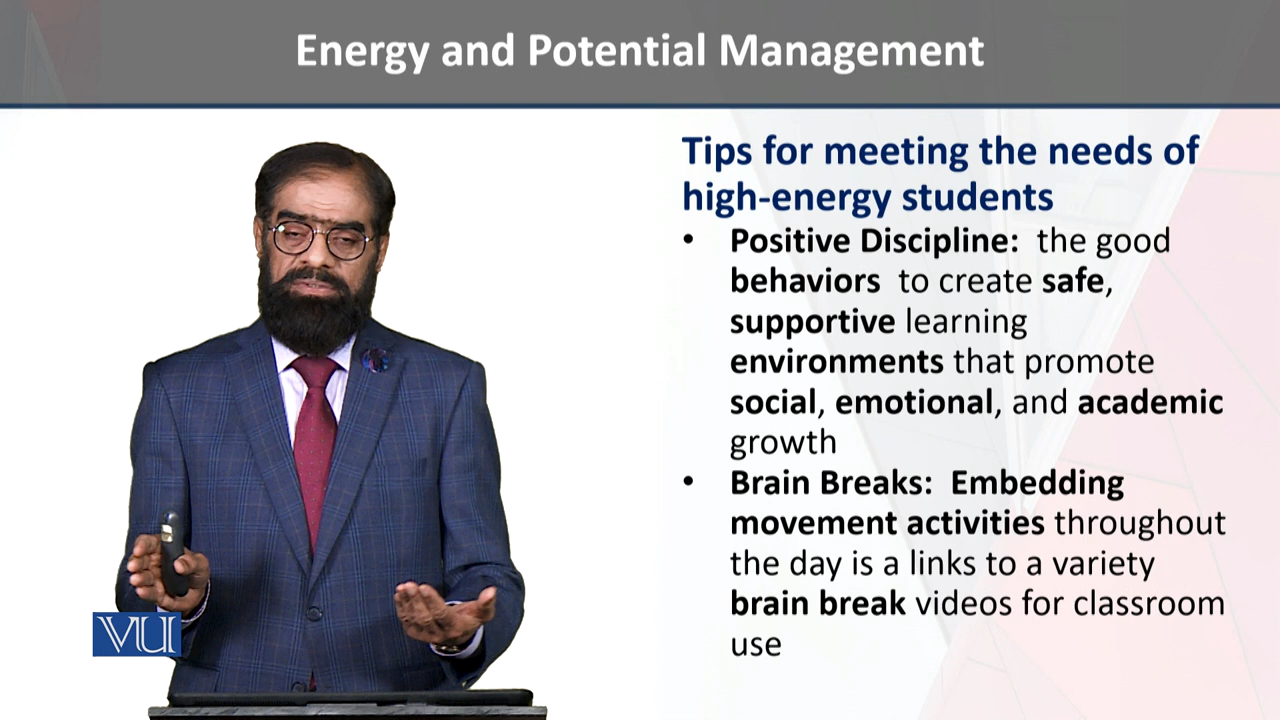 Energy and Potential Management
Tips for meeting the needs of
high-energy students
• Positive Discipline: the good
behaviors to create safe,
supportive learning
environments that promote
social, emotional, and academic
growth
• Brain Breaks: Embedding
movement activities throughout
the day is a links to a variety
brain break videos for classroom
use
VU